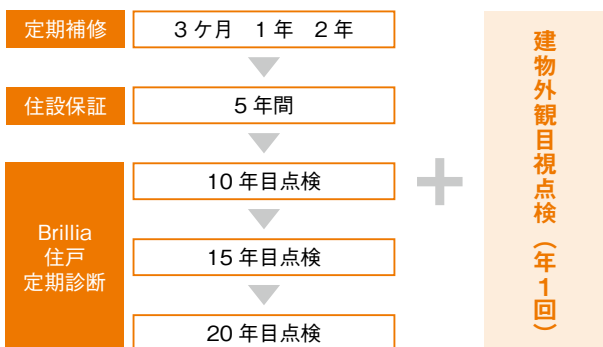 定期補修
3ヶ月 1年 2年
住設保証
5年間
Brillia
住戸
定期診断
10年目点検
15年目点検
20年目点検
+
建物外観目視点検（年1回）